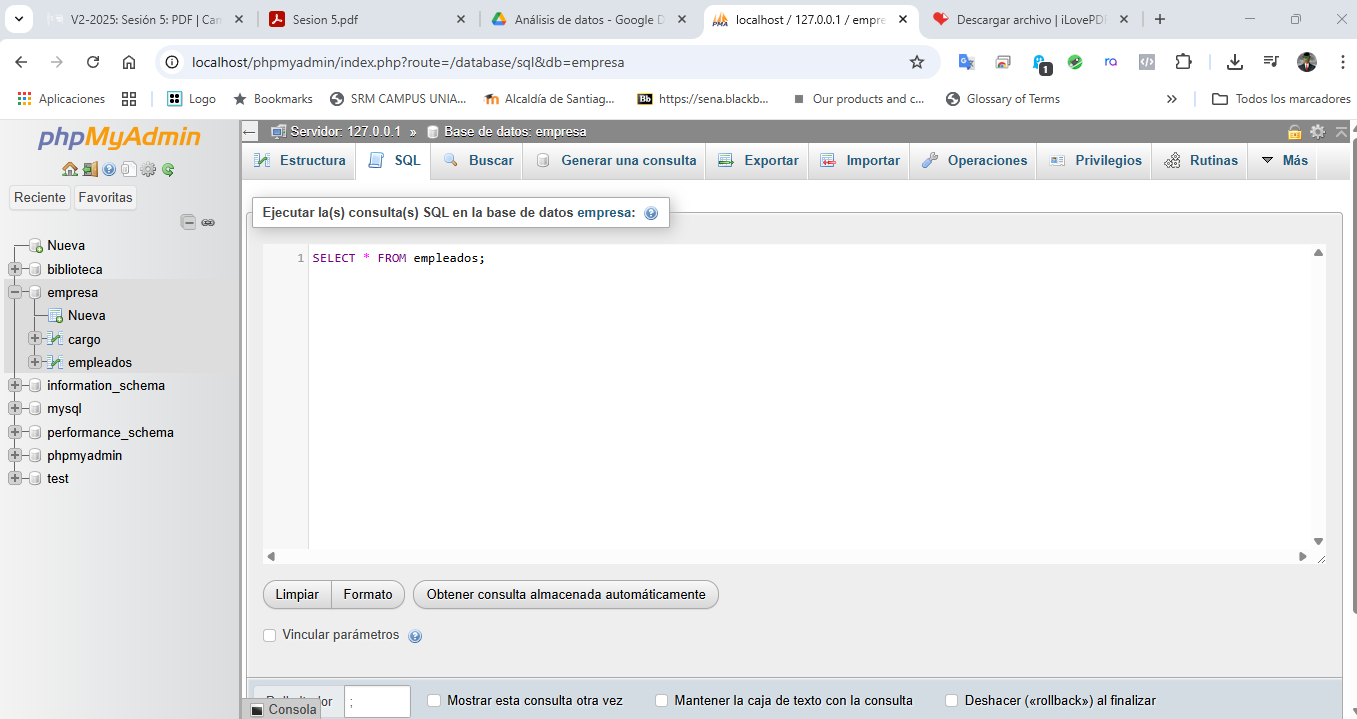 V2-2025: Sesión 5: PDF | Can
Sesion 5.pdf
Análisis de datos - Google D
localhost / 127.0.0.1 / empre
Descargar archivo | iLovePDF
localhost/phpmyadmin/index.php?route=/database/sql&db=empresa
1
Aplicaciones
Logo
Bookmarks
SRM CAMPUS UNIA...
Alcaldía de Santiag...
Bb https://sena.blackb...
Our products and c...
Glossary of Terms
»
Todos los marcadores
phpMyAdmin
Reciente
Favoritas
Nueva
biblioteca
empresa
Nueva
cargo
empleados
information_schema
mysql
performance_schema
phpmyadmin
test
Servidor: 127.0.0.1 » Base de datos: empresa
Estructura
SQL
Buscar
Generar una consulta
Exportar
Importar
Operaciones
Privilegios
Rutinas
Más
Ejecutar la(s) consulta(s) SQL en la base de datos empresa:
1 SELECT * FROM empleados;
Limpiar
Formato
Obtener consulta almacenada automáticamente
Vincular parámetros
;
Mostrar esta consulta otra vez
Mantener la caja de texto con la consulta
Deshacer («rollback») al finalizar
Consola